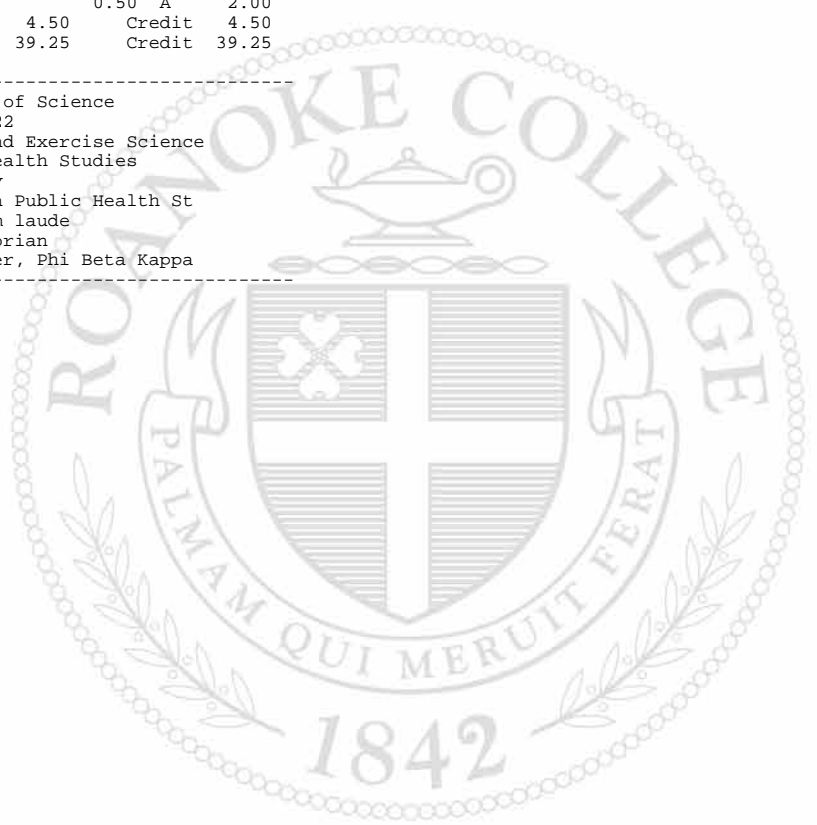 0.50 A 2.00
4.50 Credit 4.50
39.25 Credit 39.25
---------------------------
of Science
22
nd Exercise Science
ealth Studies
n Public Health St
m laude
orian
er, Phi Beta Kappa
---------------------------
ROANOKE COLLEGE
PALMAM QUI MERUIT FERAT
1842